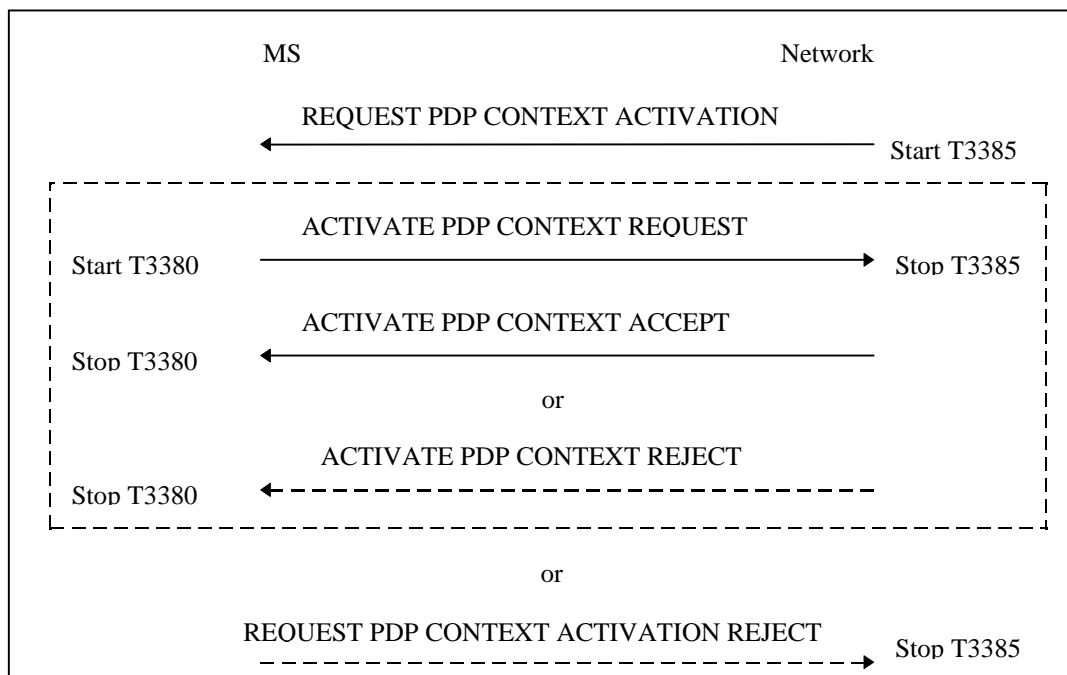 MS Network
REQUEST PDP CONTEXT ACTIVATION
Start T3385
ACTIVATE PDP CONTEXT REQUEST
Start T3380 Stop T3385
ACTIVATE PDP CONTEXT ACCEPT
Stop T3380
or
ACTIVATE PDP CONTEXT REJECT
Stop T3380
or
REQUEST PDP CONTEXT ACTIVATION REJECT
Stop T3385